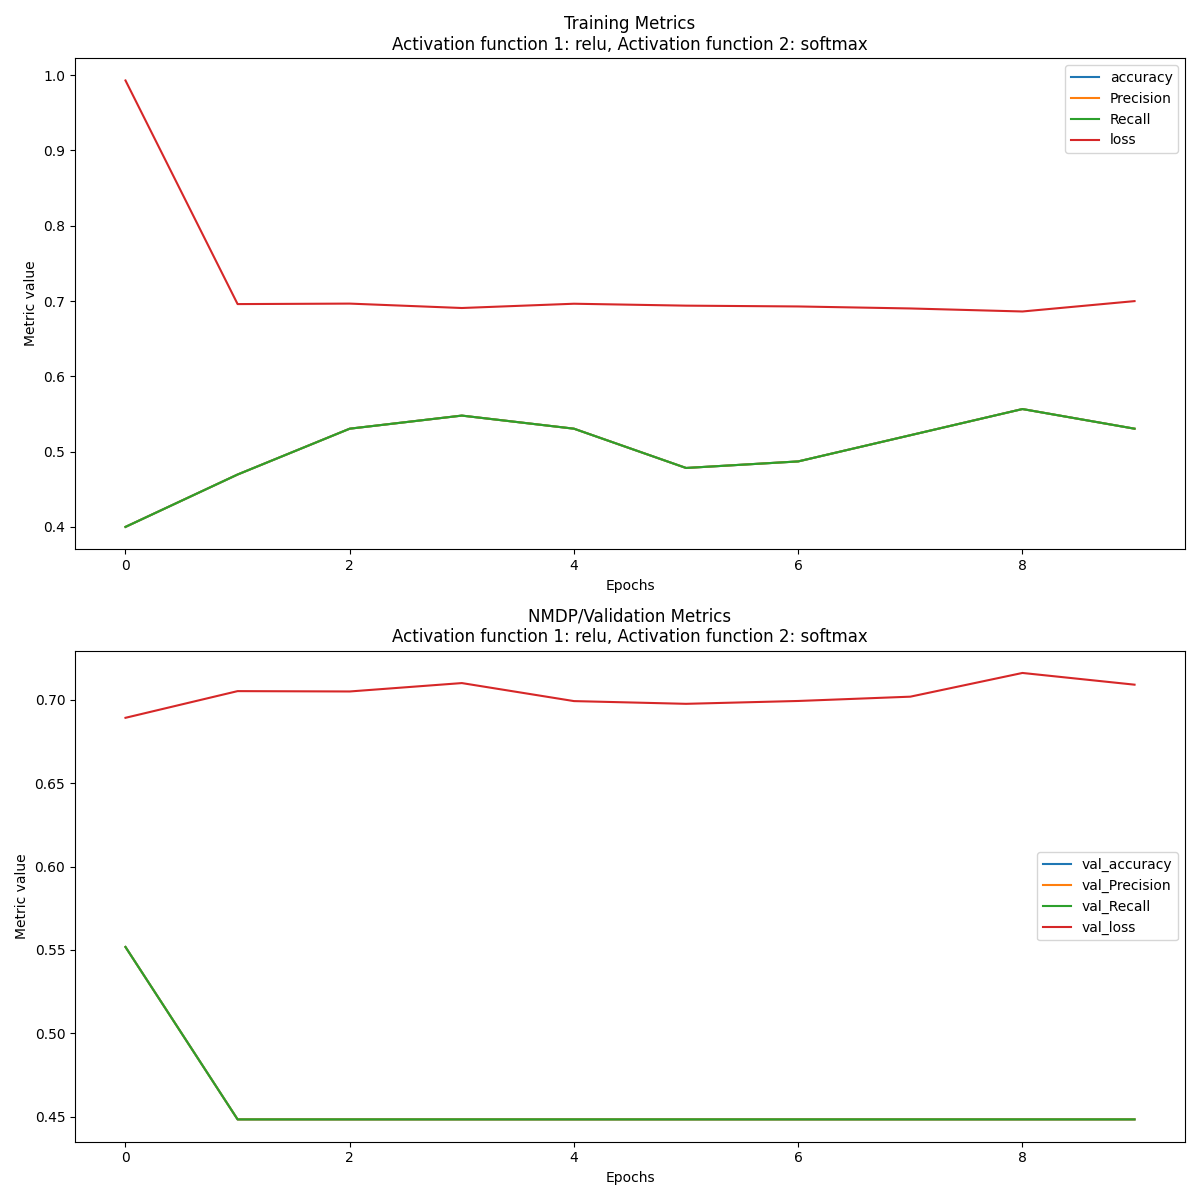 Training Metrics
Activation function 1: relu, Activation function 2: softmax
1.0
0.9
0.8
0.7
0.6
0.5
0.4
Metric value
accuracy
Precision
Recall
loss
0 2 4 6 8
Epochs
NMDP/Validation Metrics
Activation function 1: relu, Activation function 2: softmax
0.70
0.65
0.60
0.55
0.50
0.45
Metric value
val_accuracy
val_Precision
val_Recall
val_loss
0 2 4 6 8
Epochs